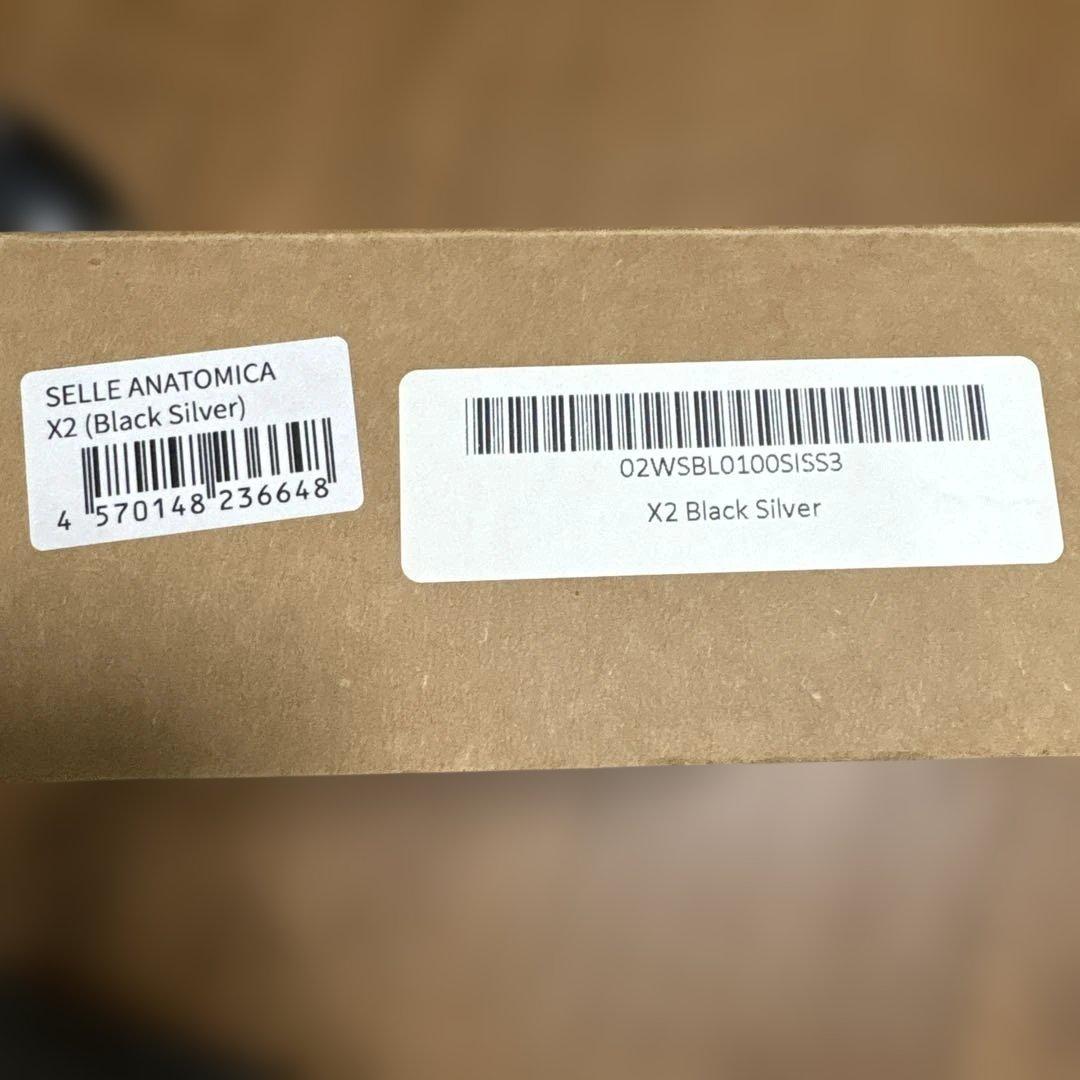 SELLE ANATOMICA
X2 (Black Silver)
4 570148 236648
02WSBL0100SISS3
X2 Black Silver